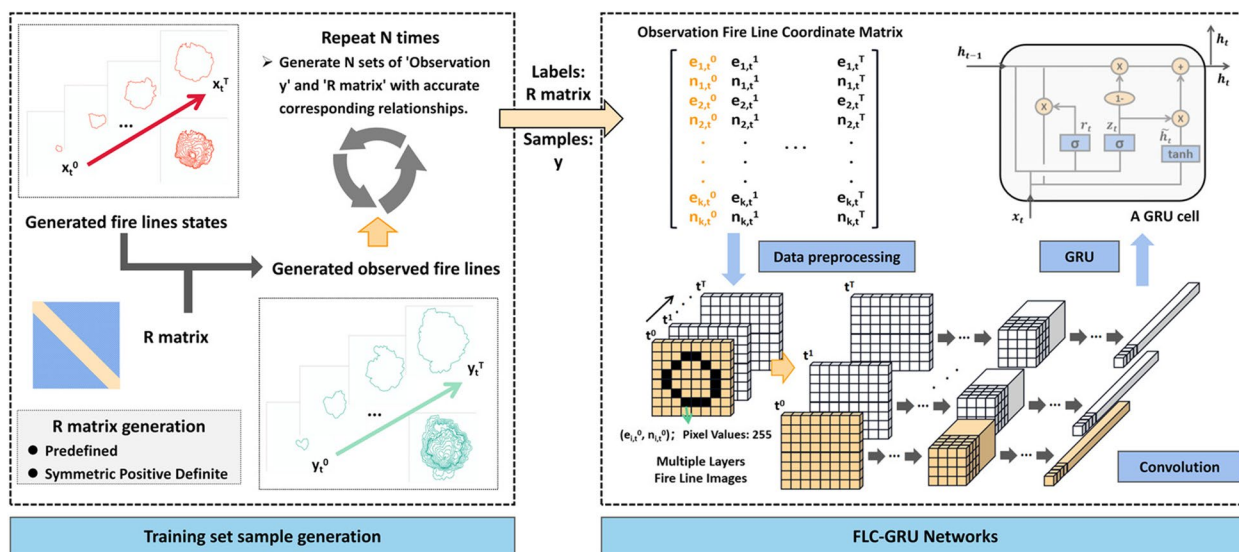 Repeat N times
➤ Generate N sets of 'Observation
y' and 'R matrix' with accurate
corresponding relationships.
x_t^T
...
x_t^0
Generated fire lines states
R matrix
Generated observed fire lines
R matrix generation
● Predefined
● Symmetric Positive Definite
y_t^T
...
y_t^0
Training set sample generation
Labels:
R matrix
Samples:
y
Observation Fire Line Coordinate Matrix
e_{1,t}^0 e_{1,t}^1 e_{1,t}^T
n_{1,t}^0 n_{1,t}^1 n_{1,t}^T
e_{2,t}^0 e_{2,t}^1 e_{2,t}^T
n_{2,t}^0 n_{2,t}^1 n_{2,t}^T
. . ... .
e_{k,t}^0 e_{k,t}^1 e_{k,t}^T
n_{k,t}^0 n_{k,t}^1 n_{k,t}^T
h_t
h_{t-1}
h_t
x + 1-
x x
r_t z_t h̃_t
σ σ tanh
x_t
A GRU cell
Data preprocessing
GRU
t^T
t^1
t^0
t^T
t^1
t^0
(e_{i,t}^0, n_{i,t}^0); Pixel Values: 255
Multiple Layers
Fire Line Images
Convolution
FLC-GRU Networks